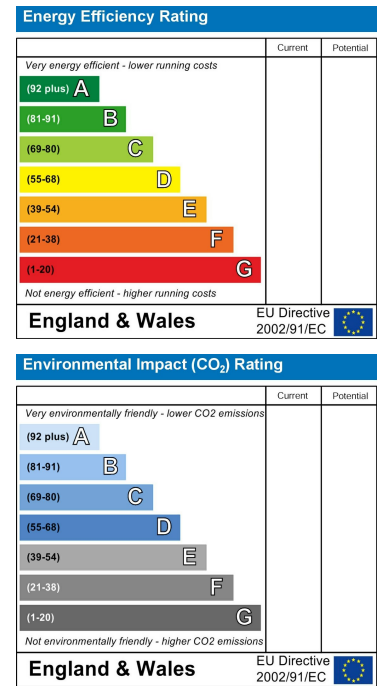 Energy Efficiency Rating
Current Potential
Very energy efficient - lower running costs
(92 plus) A
(81-91) B
(69-80) C
(55-68) D
(39-54) E
(21-38) F
(1-20) G
Not energy efficient - higher running costs
England & Wales
EU Directive
2002/91/EC
Environmental Impact (CO₂) Rating
Current Potential
Very environmentally friendly - lower CO2 emissions
(92 plus) A
(81-91) B
(69-80) C
(55-68) D
(39-54) E
(21-38) F
(1-20) G
Not environmentally friendly - higher CO2 emissions
England & Wales
EU Directive
2002/91/EC